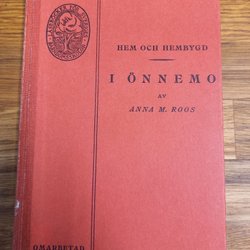 HEM OCH HEMBYGD
I ÖNNEMO
AV
ANNA M. ROOS
OMARBETAD